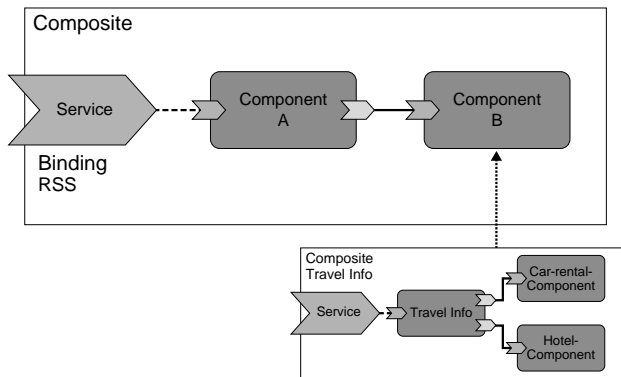 Composite
Service
Component
A
Component
B
Binding
RSS
Composite
Travel Info
Service
Travel Info
Car-rental-
Component
Hotel-
Component